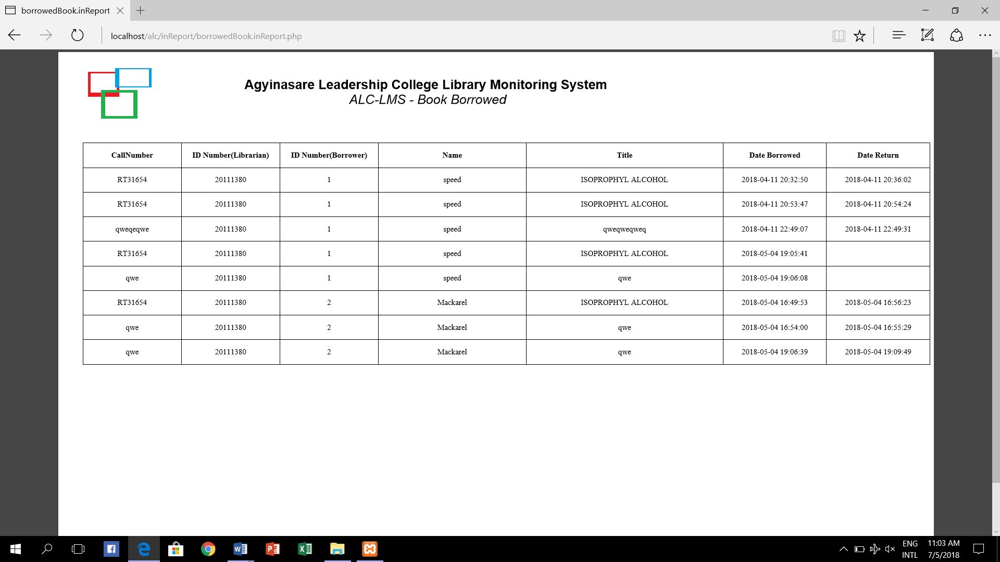 borrowedBook.inReport
localhost/alc/inReport/borrowedBook.inReport.php
Agyinasare Leadership College Library Monitoring System
ALC-LMS - Book Borrowed
CallNumber ID Number(Librarian) ID Number(Borrower) Name Title Date Borrowed Date Return
RT31654 20111380 1 speed ISOPROPHYL ALCOHOL 2018-04-11 20:32:50 2018-04-11 20:36:02
RT31654 20111380 1 speed ISOPROPHYL ALCOHOL 2018-04-11 20:53:47 2018-04-11 20:54:24
qweqeqwe 20111380 1 speed qweqweqweq 2018-04-11 22:49:07 2018-04-11 22:49:31
RT31654 20111380 1 speed ISOPROPHYL ALCOHOL 2018-05-04 19:05:41
qwe 20111380 1 speed qwe 2018-05-04 19:06:08
RT31654 20111380 2 Mackarel ISOPROPHYL ALCOHOL 2018-05-04 16:49:53 2018-05-04 16:56:23
qwe 20111380 2 Mackarel qwe 2018-05-04 16:54:00 2018-05-04 16:55:29
qwe 20111380 2 Mackarel qwe 2018-05-04 19:06:39 2018-05-04 19:09:49
ENG 11:03 AM
INTL 7/5/2018